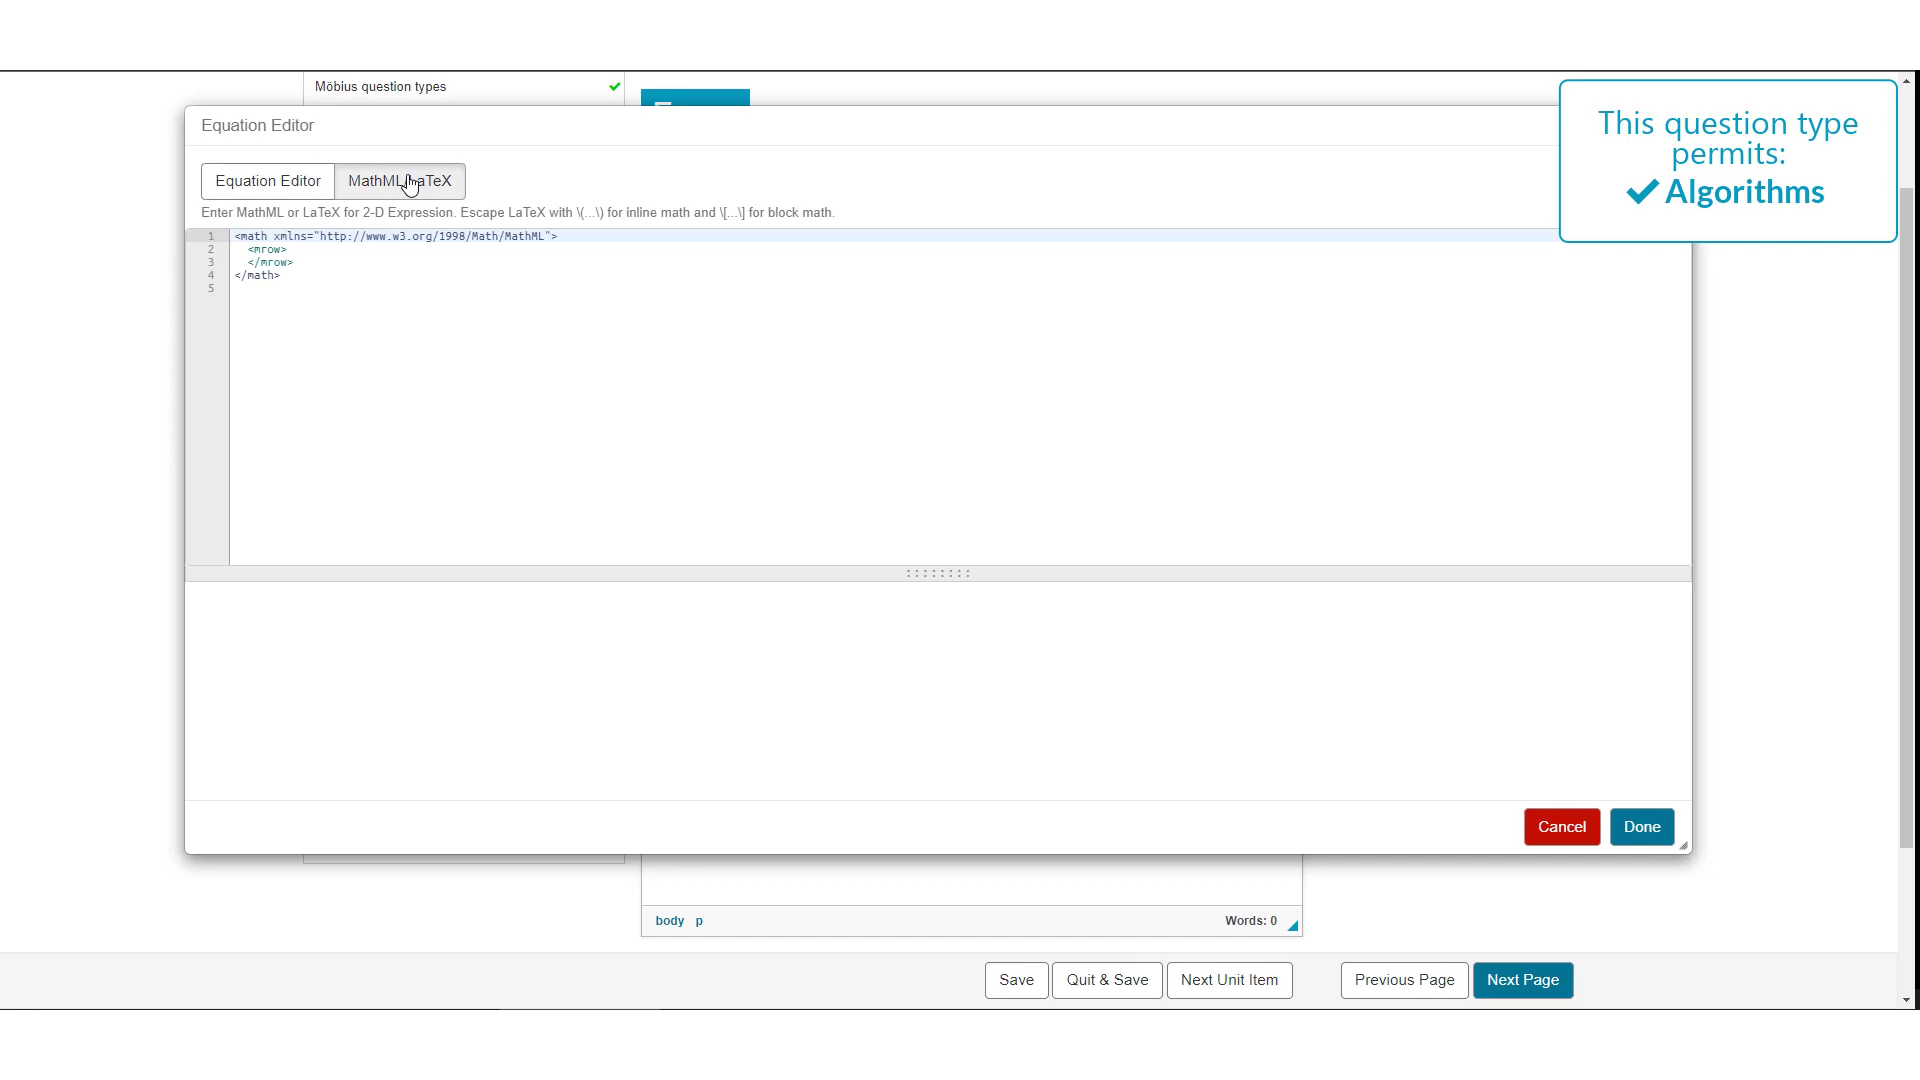 Möbius question types
This question type
permits:
Algorithms
Equation Editor
Equation Editor
Enter MathML or LaTeX for 2-D Expression. Escape LaTeX with \(...\) for inline math and \[...\] for block math.
1 <math xmlns="http://www.w3.org/1998/Math/MathML">
2 <mrow>
3 </mrow>
4 </math>
5
Cancel Done
body p Words: 0
Save Quit & Save Next Unit Item Previous Page Next Page